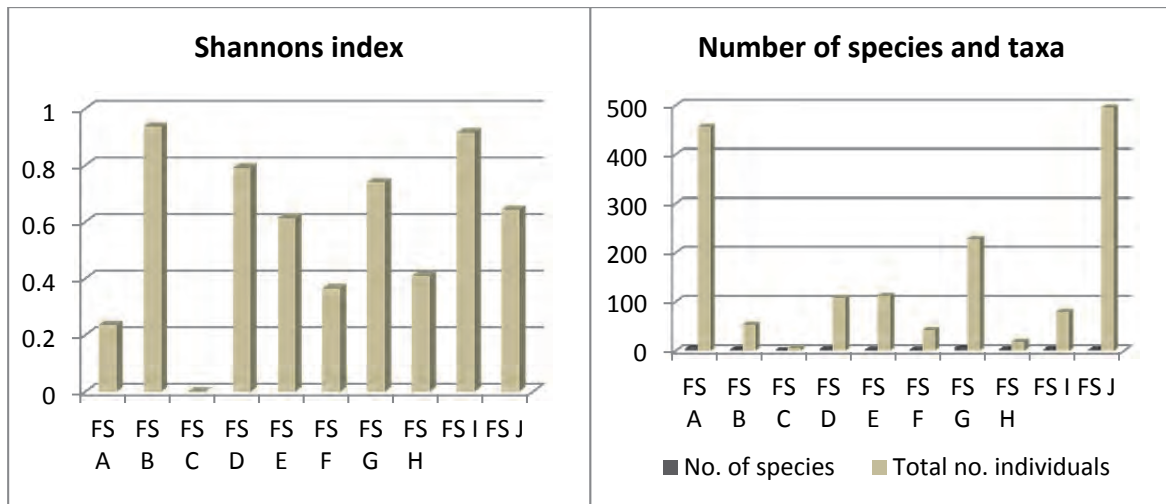 Shannons index
1
0.8
0.6
0.4
0.2
0
FS A
FS B
FS C
FS D
FS E
FS F
FS G
FS H
FS I
FS J
Number of species and taxa
500
400
300
200
100
0
FS A
FS B
FS C
FS D
FS E
FS F
FS G
FS H
FS I
FS J
No. of species
Total no. individuals